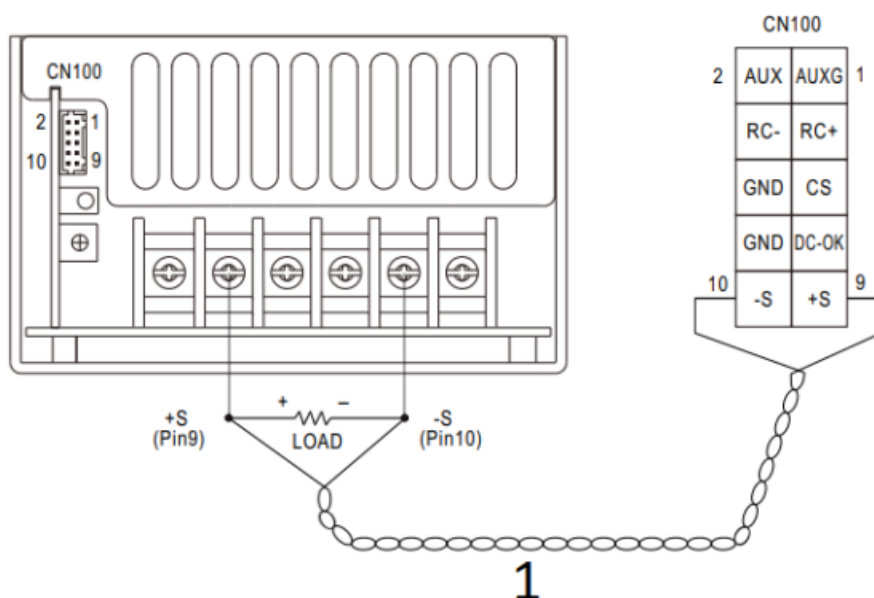 CN100
2 1
10 9
+S
(Pin9)
+ –
LOAD
-S
(Pin10)
CN100
2 AUX AUXG 1
RC- RC+
GND CS
GND DC-OK
10 -S +S 9
1